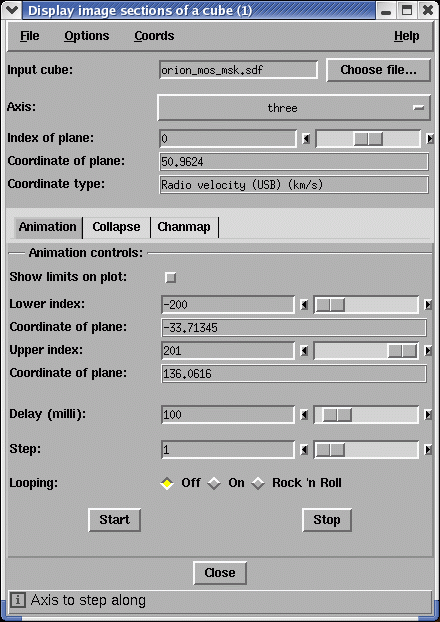 Display image sections of a cube (1)
File Options Coords Help
Input cube: orion_mos_msk.sdf Choose file...
Axis: three
Index of plane: 0
Coordinate of plane: 50.9624
Coordinate type: Radio velocity (USB) (km/s)
Animation Collapse Chanmap
Animation controls:
Show limits on plot:
Lower index: -200
Coordinate of plane: -33.71345
Upper index: 201
Coordinate of plane: 136.0616
Delay (milli): 100
Step: 1
Looping: Off On Rock 'n Roll
Start Stop
Close
i Axis to step along